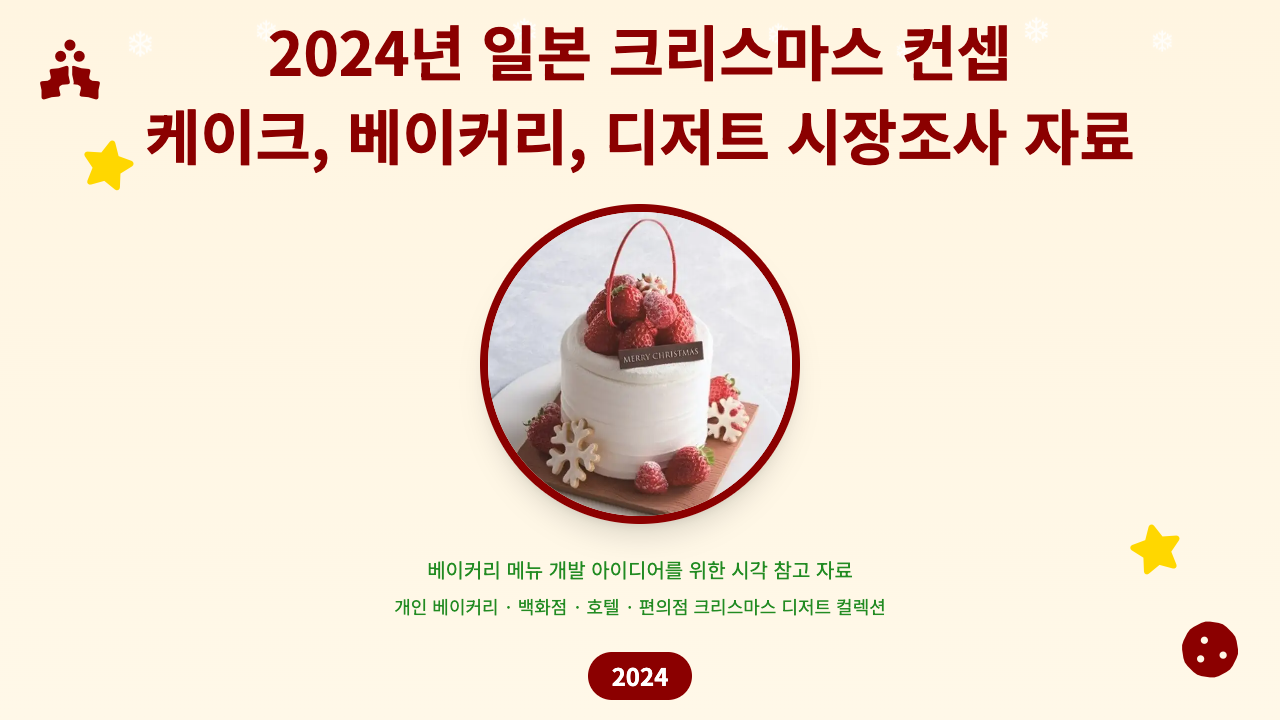 2024년 일본 크리스마스 컨셉
케이크, 베이커리, 디저트 시장조사 자료
MERRY CHRISTMAS
베이커리 메뉴 개발 아이디어를 위한 시각 참고 자료
개인 베이커리 · 백화점 · 호텔 · 편의점 크리스마스 디저트 컬렉션
2024